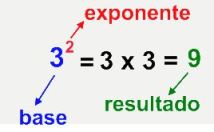 exponente
3² = 3 x 3 = 9
resultado
base